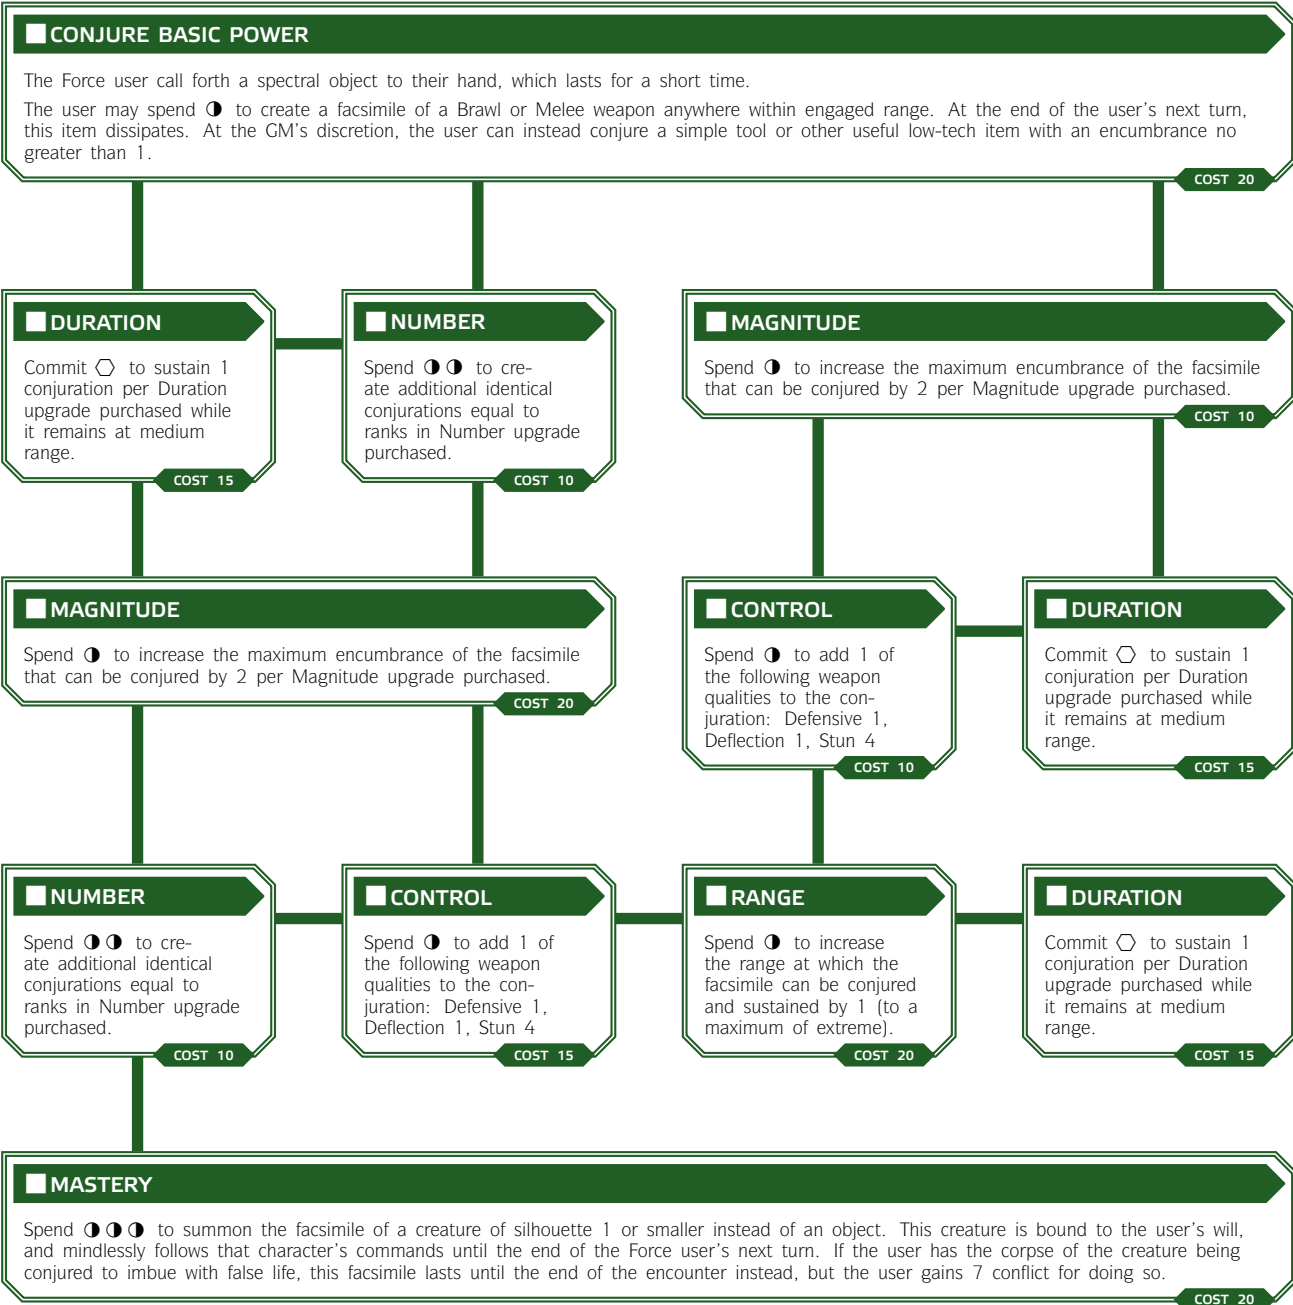 CONJURE BASIC POWER
The Force user call forth a spectral object to their hand, which lasts for a short time.
The user may spend ◑ to create a facsimile of a Brawl or Melee weapon anywhere within engaged range. At the end of the user's next turn,
this item dissipates. At the GM's discretion, the user can instead conjure a simple tool or other useful low-tech item with an encumbrance no
greater than 1.
COST 20
DURATION
Commit ⬡ to sustain 1
conjuration per Duration
upgrade purchased while
it remains at medium
range.
COST 15
NUMBER
Spend ◑◑ to cre-
ate additional identical
conjurations equal to
ranks in Number upgrade
purchased.
COST 10
MAGNITUDE
Spend ◑ to increase the maximum encumbrance of the facsimile
that can be conjured by 2 per Magnitude upgrade purchased.
COST 10
MAGNITUDE
Spend ◑ to increase the maximum encumbrance of the facsimile
that can be conjured by 2 per Magnitude upgrade purchased.
COST 20
CONTROL
Spend ◑ to add 1 of
the following weapon
qualities to the con-
juration: Defensive 1,
Deflection 1, Stun 4
COST 10
DURATION
Commit ⬡ to sustain 1
conjuration per Duration
upgrade purchased while
it remains at medium
range.
COST 15
NUMBER
Spend ◑◑ to cre-
ate additional identical
conjurations equal to
ranks in Number upgrade
purchased.
COST 10
CONTROL
Spend ◑ to add 1 of
the following weapon
qualities to the con-
juration: Defensive 1,
Deflection 1, Stun 4
COST 15
RANGE
Spend ◑ to increase
the range at which the
facsimile can be conjured
and sustained by 1 (to a
maximum of extreme).
COST 20
DURATION
Commit ⬡ to sustain 1
conjuration per Duration
upgrade purchased while
it remains at medium
range.
COST 15
MASTERY
Spend ◑◑◑ to summon the facsimile of a creature of silhouette 1 or smaller instead of an object. This creature is bound to the user's will,
and mindlessly follows that character's commands until the end of the Force user's next turn. If the user has the corpse of the creature being
conjured to imbue with false life, this facsimile lasts until the end of the encounter instead, but the user gains 7 conflict for doing so.
COST 20